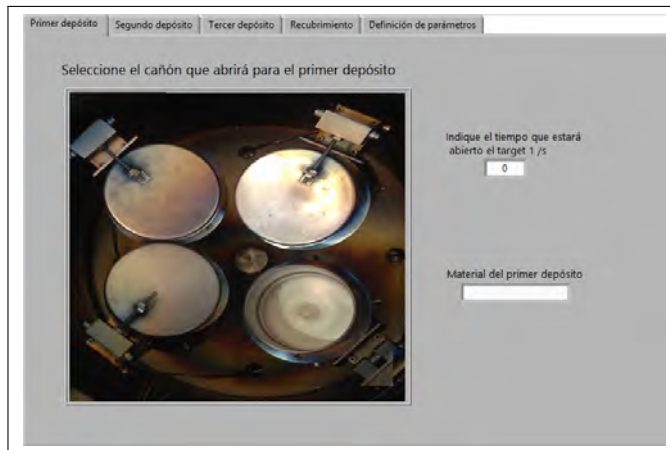 Primer depósito Segundo depósito Tercer depósito Recubrimiento Definición de parámetros
Seleccione el cañón que abrirá para el primer depósito
Indique el tiempo que estará
abierto el target 1 /s
0
Material del primer depósito